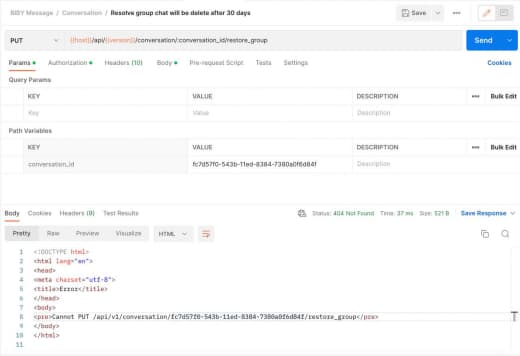 BIBY Message / Conversation / Resolve group chat will be delete after 30 days
Save
PUT {{host}}/api/{{version}}/conversation/:conversation_id/restore_group Send
Params Authorization Headers (10) Body Pre-request Script Tests Settings Cookies
Query Params
KEY VALUE DESCRIPTION Bulk Edit
Key Value Description
Path Variables
KEY VALUE DESCRIPTION Bulk Edit
conversation_id fc7d57f0-543b-11ed-8384-7380a0f6d84f Description
Body Cookies Headers (9) Test Results Status: 404 Not Found Time: 37 ms Size: 521 B Save Response
Pretty Raw Preview Visualize HTML
1 <!DOCTYPE html>
2 <html lang="en">
3 <head>
4 <meta charset="utf-8">
5 <title>Error</title>
6 </head>
7 <body>
8 <pre>Cannot PUT /api/v1/conversation/fc7d57f0-543b-11ed-8384-7380a0f6d84f/restore_group</pre>
9 </body>
10 </html>
11